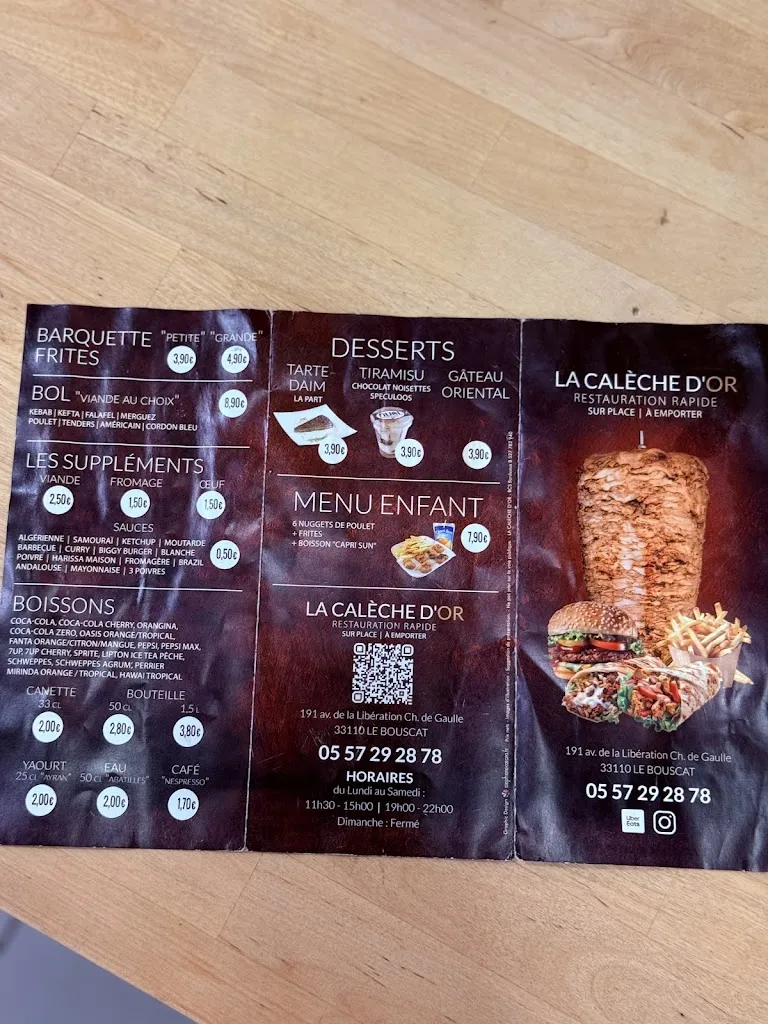 BARQUETTE "PETITE" "GRANDE"
FRITES
3,90€ 4,90€
BOL "VIANDE AU CHOIX"
8,90€
KEBAB | KEFTA | FALAFEL | MERGUEZ
POULET | TENDERS | AMÉRICAIN | CORDON BLEU
LES SUPPLÉMENTS
VIANDE FROMAGE ŒUF
2,50€ 1,50€ 1,50€
SAUCES
ALGÉRIENNE | SAMOURAÏ | KETCHUP | MOUTARDE
BARBECUE | CURRY | BIGGY BURGER | BLANCHE
POIVRE | HARISSA MAISON | FROMAGÈRE | BRAZIL
ANDALOUSE | MAYONNAISE | 3 POIVRES
0,50€
BOISSONS
COCA-COLA, COCA-COLA CHERRY, ORANGINA,
COCA-COLA ZERO, OASIS ORANGE/TROPICAL,
FANTA ORANGE/CITRON/MANGUE, PEPSI, PEPSI MAX,
7UP, 7UP CHERRY, SPRITE, LIPTON ICE TEA PÊCHE,
SCHWEPPES, SCHWEPPES AGRUM, PERRIER
MIRINDA ORANGE / TROPICAL, HAWAI TROPICAL
CANETTE BOUTEILLE
33 CL 50 CL 1,5 L
2,00€ 2,80€ 3,80€
YAOURT EAU CAFÉ
25 CL "AYRAN" 50 CL "ABATILLES" "NESPRESSO"
2,00€ 2,00€ 1,70€
DESSERTS
TARTE-
DAIM
LA PART
3,90€
TIRAMISU
CHOCOLAT NOISETTES
SPECULOOS
3,90€
GÂTEAU
ORIENTAL
3,90€
MENU ENFANT
6 NUGGETS DE POULET
+ FRITES
+ BOISSON "CAPRI SUN"
7,90€
LA CALÈCHE D'OR
RESTAURATION RAPIDE
SUR PLACE | À EMPORTER
191 av. de la Libération Ch. de Gaulle
33110 LE BOUSCAT
05 57 29 28 78
HORAIRES
du Lundi au Samedi :
11h30 - 15h00 | 19h00 - 22h00
Dimanche : Fermé
LA CALÈCHE D'OR
RESTAURATION RAPIDE
SUR PLACE | À EMPORTER
191 av. de la Libération Ch. de Gaulle
33110 LE BOUSCAT
05 57 29 28 78
Uber
Eats